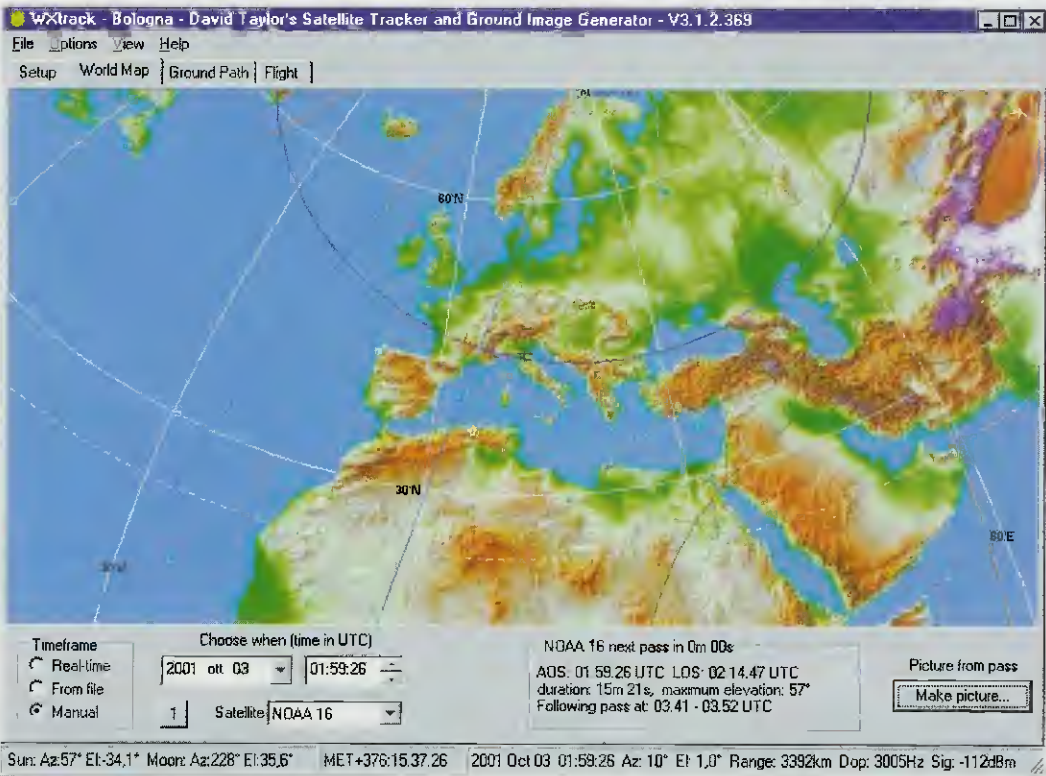 WXtrack - Bologna - David Taylor's Satellite Tracker and Ground Image Generator - V3.1.2.369
File Options View Help
Setup World Map Ground Path Flight
60°N
30°N
60°E
Timeframe
Real-time
From file
Manual
Choose when (time in UTC)
2001 ott 03 01:59:26
1 Satellite NOAA 16
NOAA 16 next pass in 0m 00s
AOS: 01:59.26 UTC LOS: 02:14.47 UTC
duration: 15m 21s, maximum elevation: 57°
Following pass at: 03.41 - 03.52 UTC
Picture from pass
Make picture...
Sun: Az:57° El:-34,1° Moon: Az:228° El:35,6° MET+376:15.37.26 2001 Oct 03 01:59:26 Az: 10° El: 1,0° Range: 3392km Dop: 3005Hz Sig: -112dBm